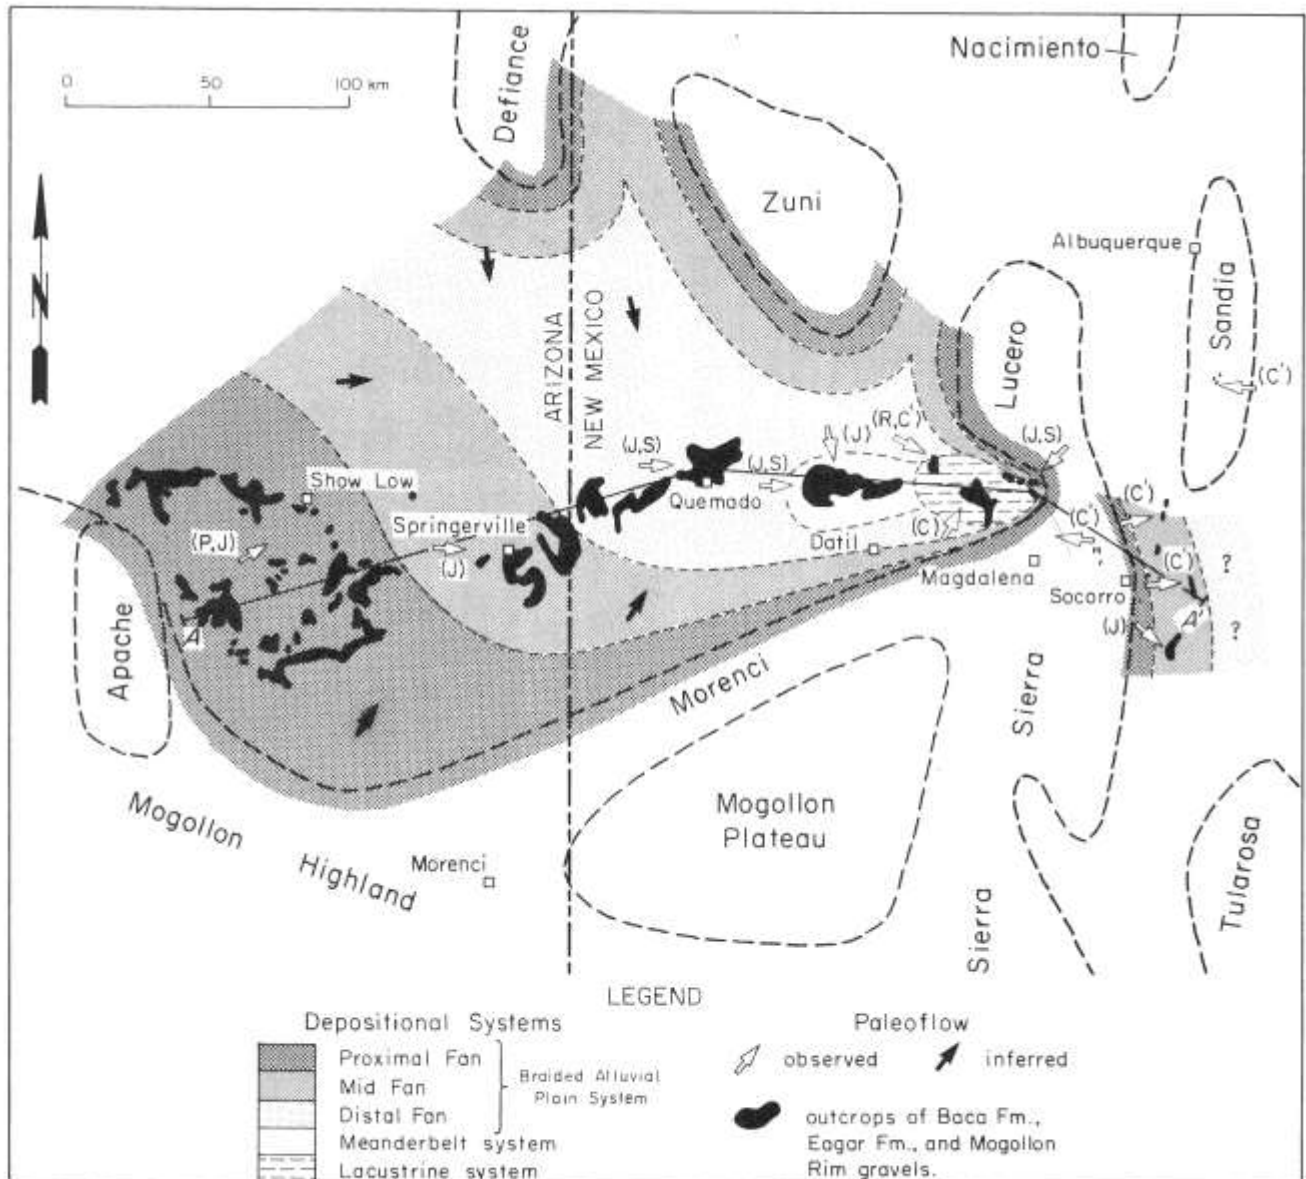 Nacimiento
0 50 100 km
Defiance
Zuni
Albuquerque
Sandia
N
ARIZONA
NEW MEXICO
Lucero
(C')
(R,C')
(J)
(J,S)
(J,S)
(J,S)
Show Low
Quemado
(C')
Springerville
(C)
(C')
(P,J)
(J)
Datil
Magdalena
(C')
?
Socorro
A
(J)
A'
?
Apache
Morenci
Sierra
Mogollon
Highland
Mogollon
Plateau
Morenci
Tularosa
Sierra
LEGEND
Depositional Systems
Proximal Fan
Mid Fan
Distal Fan
Braided Alluvial
Plain System
Meanderbelt system
Lacustrine system
Paleoflow
observed
inferred
outcrops of Baca Fm.,
Eagar Fm., and Mogollon
Rim gravels.